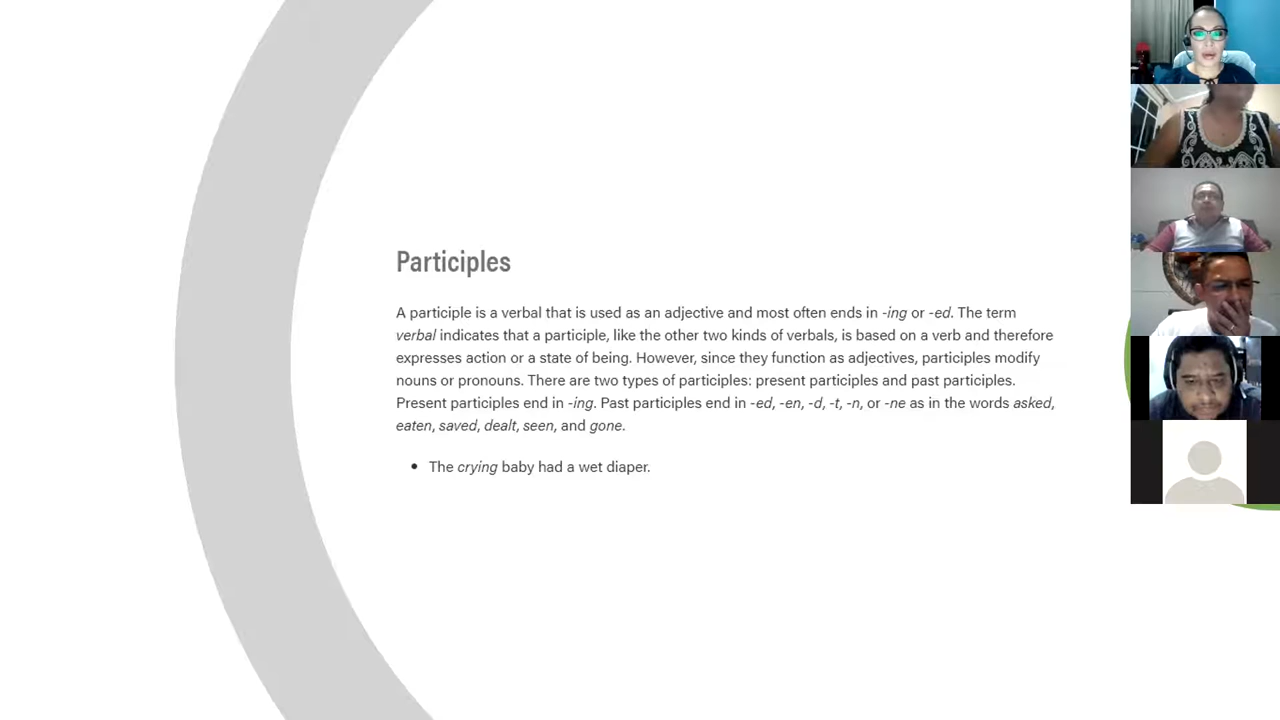 Participles
A participle is a verbal that is used as an adjective and most often ends in -ing or -ed. The term
verbal indicates that a participle, like the other two kinds of verbals, is based on a verb and therefore
expresses action or a state of being. However, since they function as adjectives, participles modify
nouns or pronouns. There are two types of participles: present participles and past participles.
Present participles end in -ing. Past participles end in -ed, -en, -d, -t, -n, or -ne as in the words asked,
eaten, saved, dealt, seen, and gone.
• The crying baby had a wet diaper.